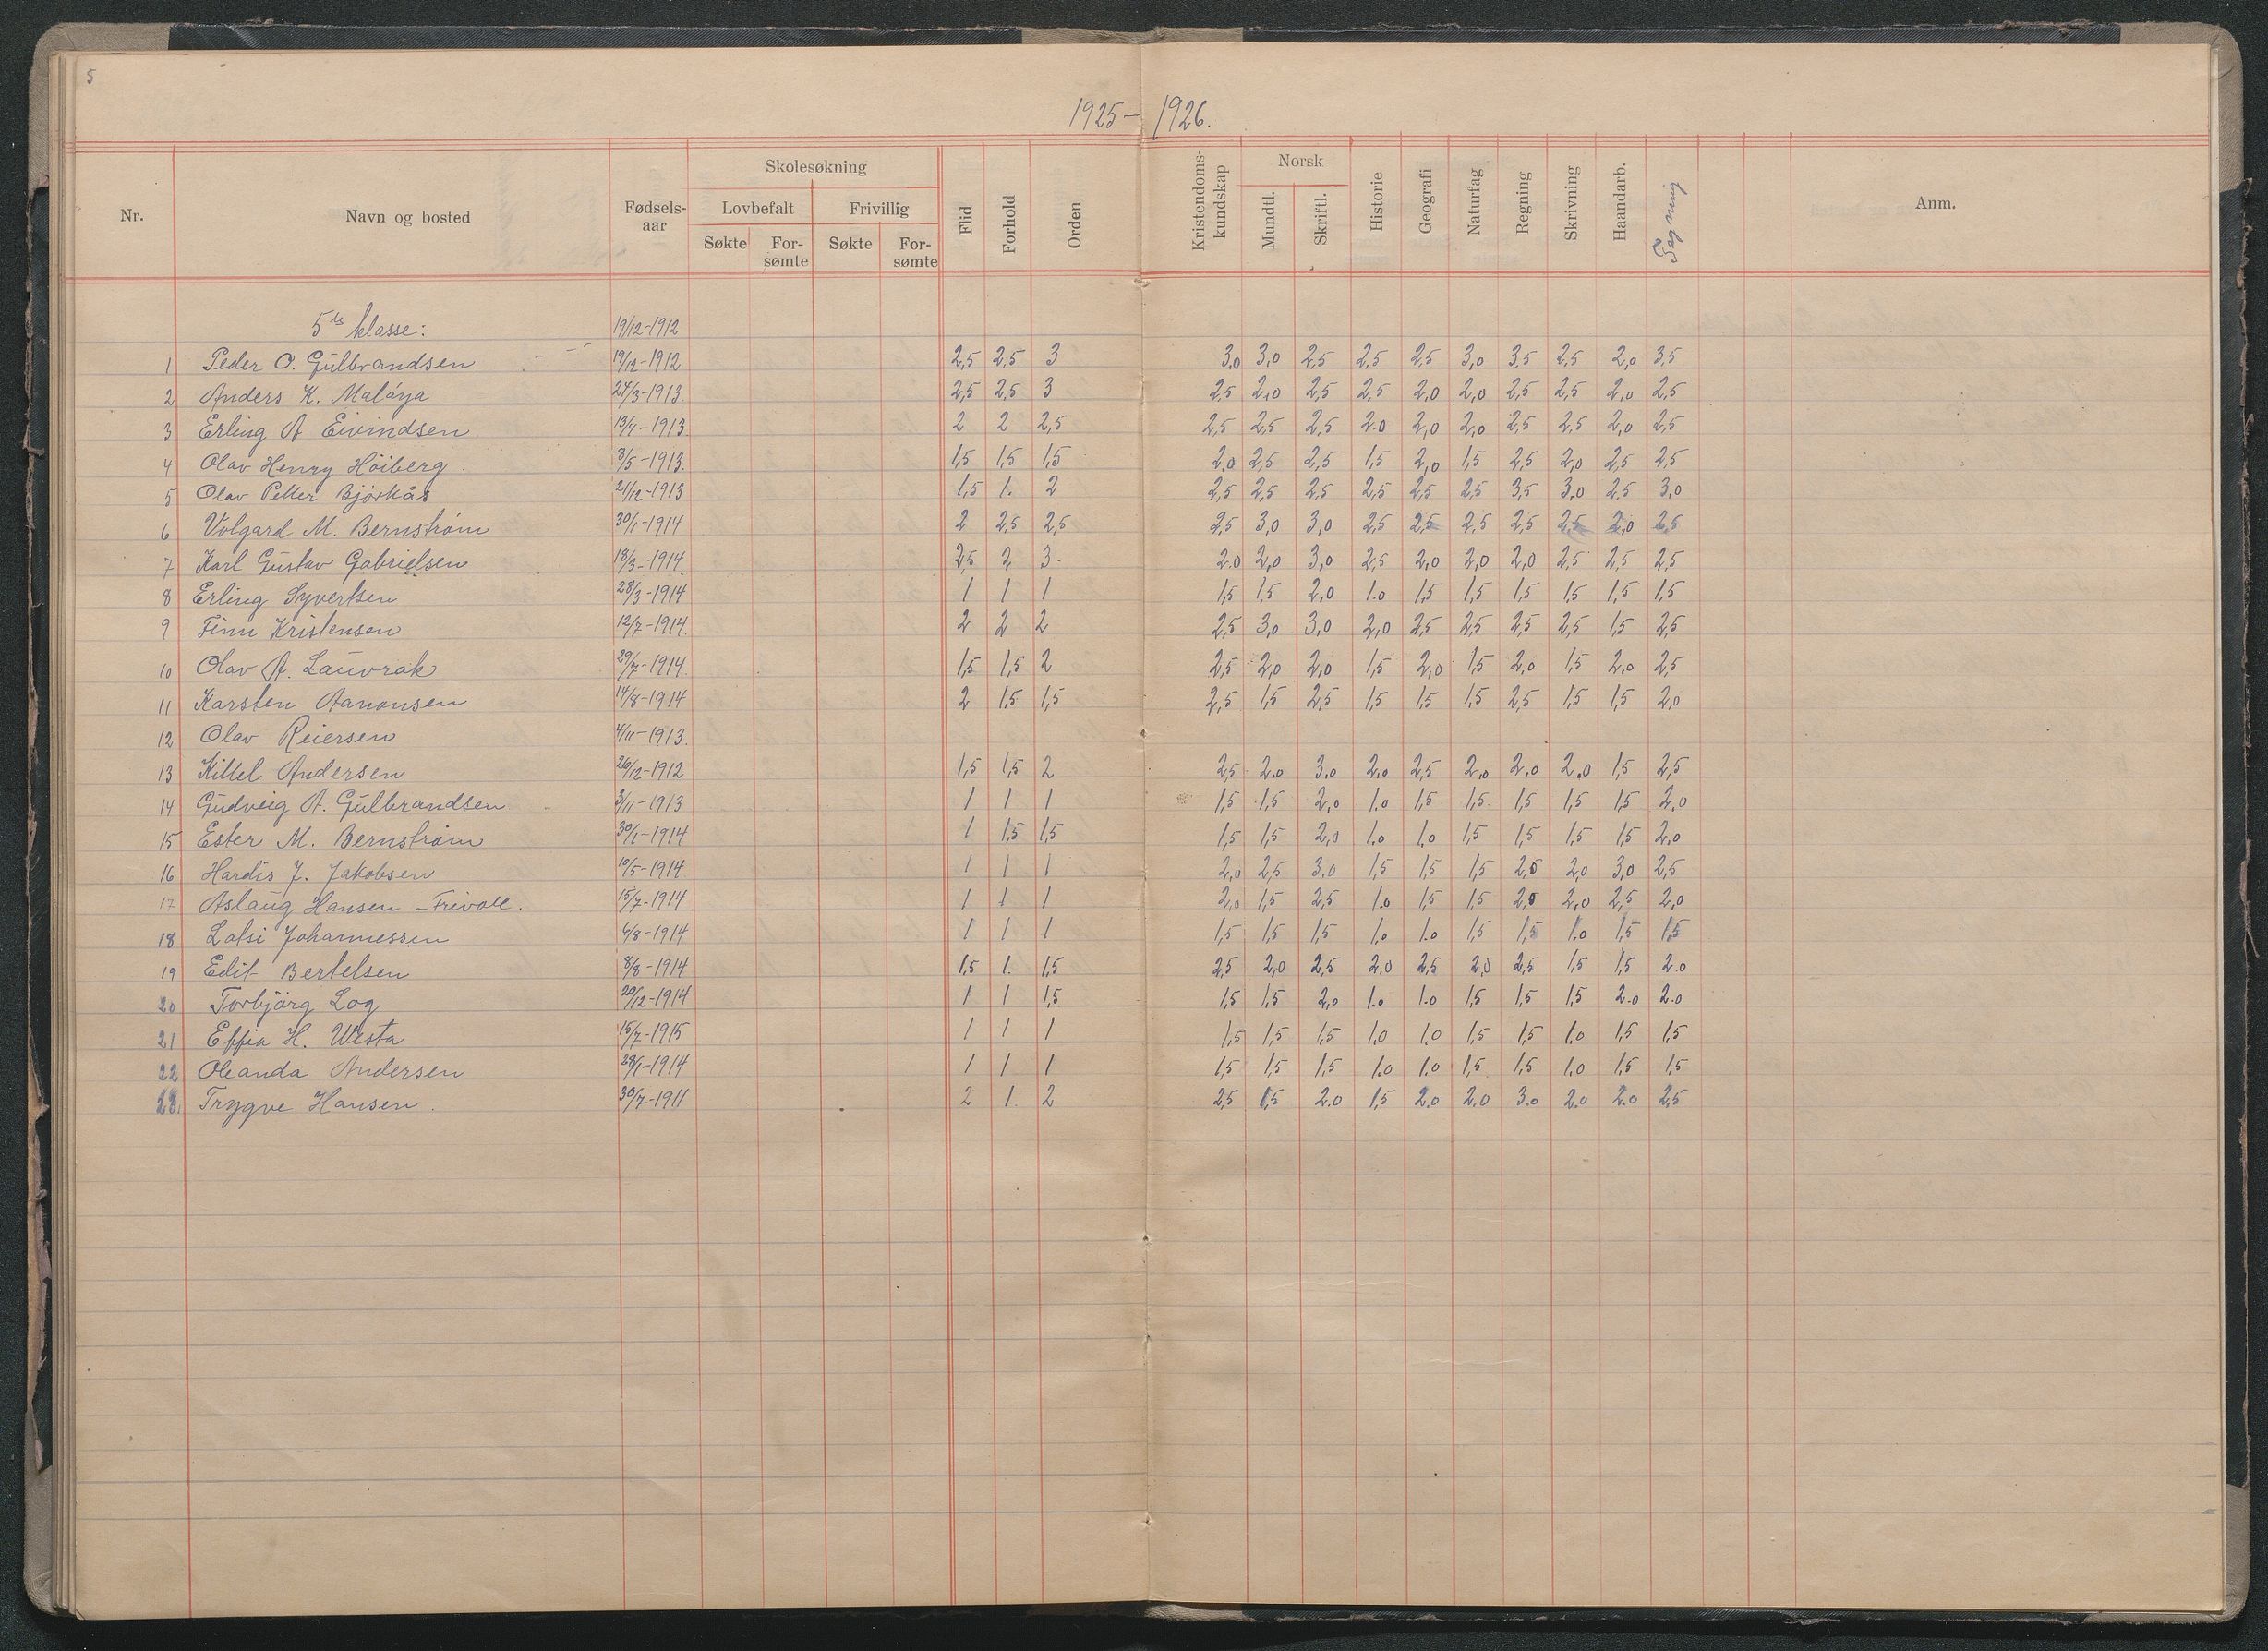 5
1925–1926.
Nr. Navn og bosted Fødsels-aar Skolesøkning Lovbefalt Søkte For-sømte Frivillig Søkte For-sømte Flid Forhold Orden Kristendoms-kundskap Norsk Mundtl. Skriftl. Historie Geografi Naturfag Regning Skrivning Haandarb. Tegning Anm.
5te klasse: 19/12-1912
1 Peder O. Gulbrandsen 19/12-1912 2,5 2,5 3 3.0 3,0 2,5 2,5 2,5 3,0 3,5 2,5 2,0 3,5
2 Anders K. Maløya 24/3-1913. 2,5 2,5 3 2,5 2,0 2,5 2,5 2,0 2,0 2,5 2,5 2,0 2,5
3 Erling A Eivindsen 13/4-1913. 2 2 2,5 2,5 2,5 2,5 2.0 2,0 2,0 2,5 2,5 2,0 2,5
4 Olav Henry Höiberg. 8/5-1913. 1,5 1,5 1,5 2.0 2,5 2,5 1,5 2,0 1,5 2,5 2,0 2,5 2,5
5 Olav Petter Bjørkås 21/12-1913 1,5 1. 2 2,5 2,5 2,5 2,5 2,5 2,5 3,5 3,0 2,5 3,0
6 Volgard M. Bernstrøm 30/1-1914 2 2,5 2,5 2,5 3,0 3,0 2,5 2,5 2,5 2,5 2,5 2,0 2,5
7 Karl Gustav Gabrielsen 18/3-1914 2,5 2 3. 2.0 2,0 3,0 2,5 2,0 2,0 2,0 2,5 2,5 2,5
8 Erling Syvertsen 28/3-1914 1 1 1 1,5 1,5 2,0 1.0 1,5 1,5 1,5 1,5 1,5 1,5
9 Finn Kristensen 12/7-1914. 2 2 2 2,5 3,0 3,0 2,0 2,5 2,5 2,5 2,5 1,5 2,5
10 Olav A. Lauvrak 29/7-1914. 1,5 1,5 2 2,5 2,0 2,0 1,5 2,0 1,5 2.0 1,5 2.0 2,5
11 Karsten Aanonsen 14/8-1914 2 1,5 1,5 2,5 1,5 2,5 1,5 1,5 1,5 2,5 1,5 1,5 2,0
12 Olav Reiersen 4/11-1913.
13 Kittel Andersen 26/12-1912 1,5 1,5 2 2,5 2.0 3.0 2.0 2,5 2.0 2.0 2.0 1,5 2,5
14 Gudveig A. Gulbrandsen 3/11-1913 1 1 1 1,5 1,5 2,0 1.0 1,5 1,5 1,5 1,5 1,5 2.0
15 Ester M. Bernstrøm 30/1-1914 1 1,5 1,5 1,5 1,5 2,0 1.0 1.0 1,5 1,5 1,5 1,5 2.0
16 Hardis J. Jakobsen 10/5-1914 1 1 1 2,0 2,5 3.0 1,5 1,5 1,5 2,0 2,0 3,0 2,5
17 Aslaug Hansen – Frivoll. 15/7-1914 1 1 1 2,0 1,5 2,5 1.0 1,5 1,5 2,0 2,0 2,5 2,0
18 Lolsi Johannessen 6/8-1914 1 1 1 1,5 1,5 1,5 1.0 1.0 1,5 1,5 1.0 1,5 1,5
19 Edit Bertelsen 8/8-1914 1,5 1. 1,5 2,5 2,0 2,5 2.0 2,5 2,0 2,5 1,5 1,5 2.0
20 Torbjörg Log 20/12-1914 1 1 1,5 1,5 1,5 2,0 1.0 1.0 1,5 1,5 1,5 2.0 2.0
21 Effia H. Westa 15/7-1915 1 1 1 1,5 1,5 1,5 1.0 1.0 1,5 1,5 1.0 1,5 1,5
22 Oleanda Andersen 28/1-1914 1 1 1 1,5 1,5 1,5 1.0 1.0 1,5 1,5 1.0 1,5 1,5
23. Trygve Hansen. 30/7-1911 2 1. 2 2,5 1,5 2.0 1,5 2.0 2.0 3.0 2.0 2.0 2,5